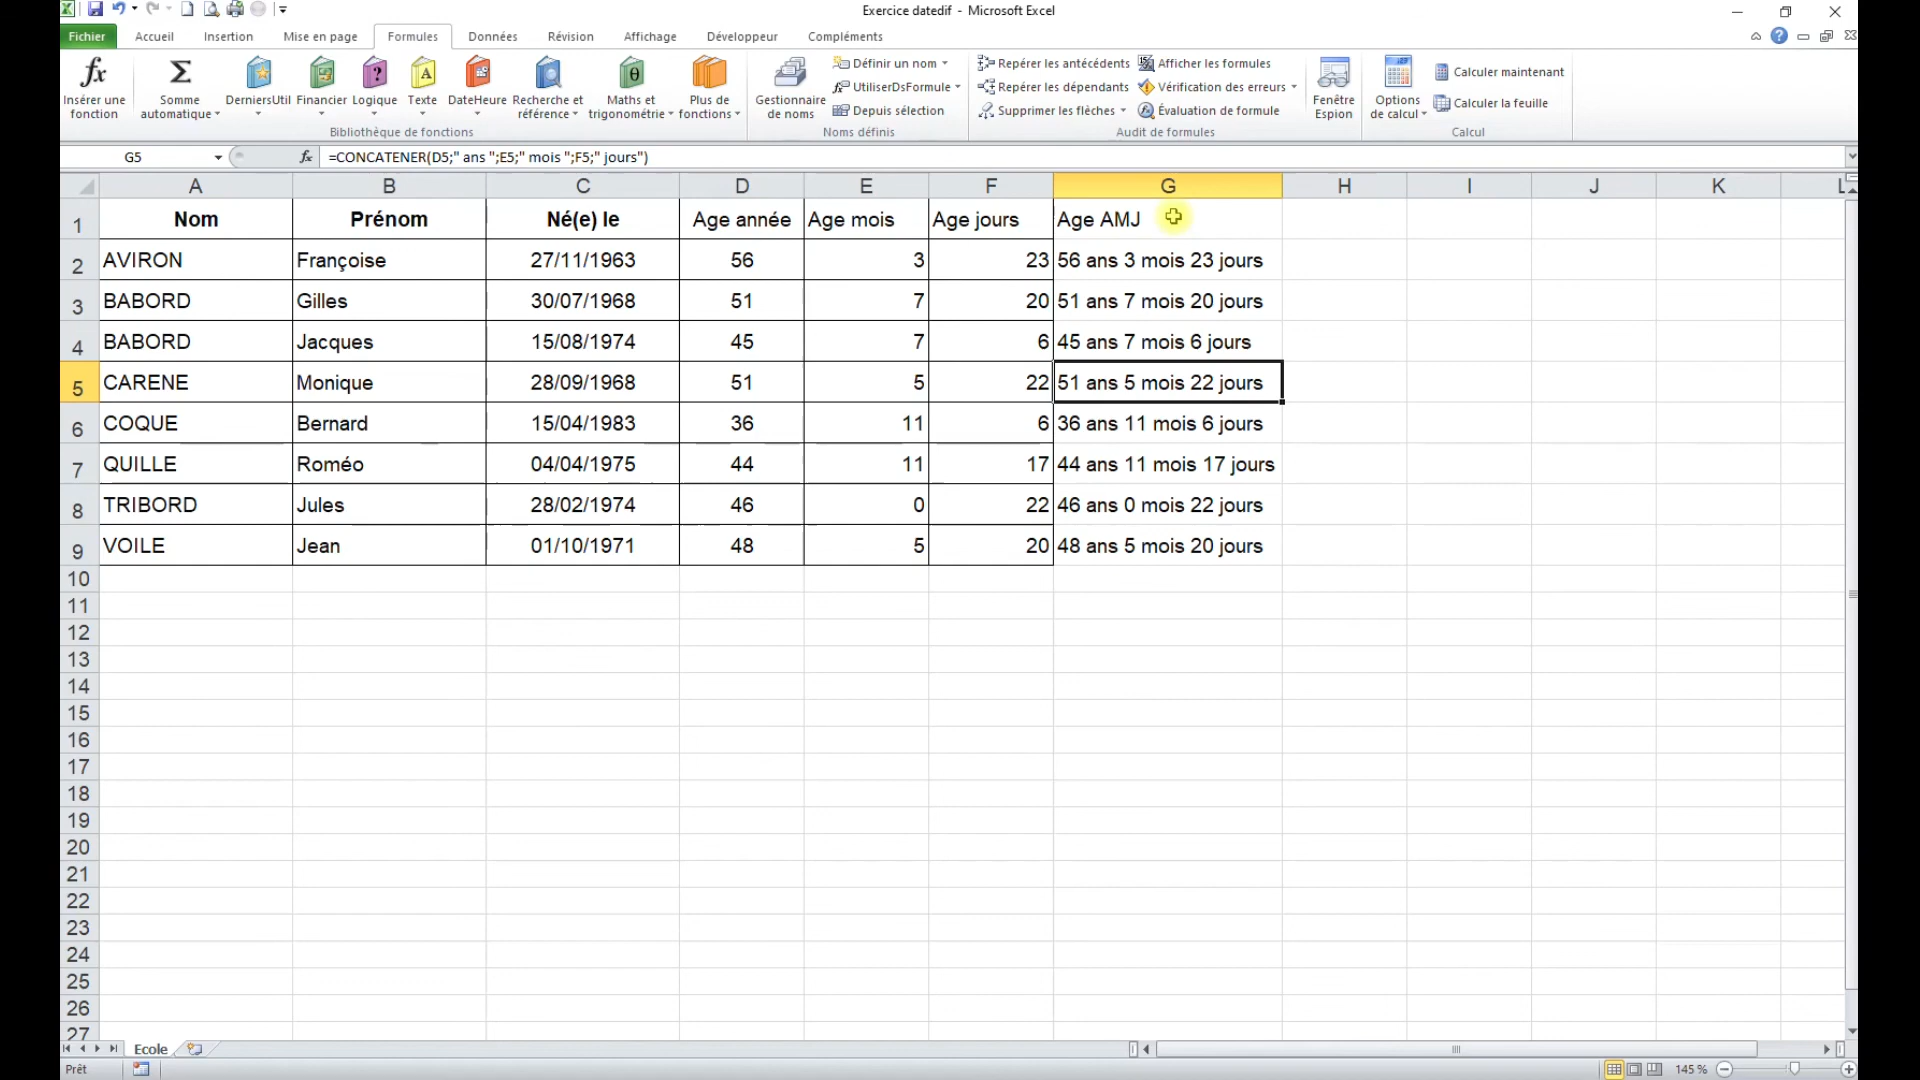 Exercice datedif - Microsoft Excel
Fichier Accueil Insertion Mise en page Formules Données Révision Affichage Développeur Compléments
Insérer une fonction
Somme automatique
DerniersUtil
Financier
Logique
Texte
DateHeure
Recherche et référence
Maths et trigonométrie
Plus de fonctions
Bibliothèque de fonctions
Gestionnaire de noms
Définir un nom
UtiliserDsFormule
Depuis sélection
Noms définis
Repérer les antécédents
Repérer les dépendants
Supprimer les flèches
Afficher les formules
Vérification des erreurs
Évaluation de formule
Audit de formules
Fenêtre Espion
Options de calcul
Calculer maintenant
Calculer la feuille
Calcul
G5 fx =CONCATENER(D5;" ans ";E5;" mois ";F5;" jours")
A B C D E F G H I J K L
1 Nom Prénom Né(e) le Age année Age mois Age jours Age AMJ
2 AVIRON Françoise 27/11/1963 56 3 23 56 ans 3 mois 23 jours
3 BABORD Gilles 30/07/1968 51 7 20 51 ans 7 mois 20 jours
4 BABORD Jacques 15/08/1974 45 7 6 45 ans 7 mois 6 jours
5 CARENE Monique 28/09/1968 51 5 22 51 ans 5 mois 22 jours
6 COQUE Bernard 15/04/1983 36 11 6 36 ans 11 mois 6 jours
7 QUILLE Roméo 04/04/1975 44 11 17 44 ans 11 mois 17 jours
8 TRIBORD Jules 28/02/1974 46 0 22 46 ans 0 mois 22 jours
9 VOILE Jean 01/10/1971 48 5 20 48 ans 5 mois 20 jours
10
11
12
13
14
15
16
17
18
19
20
21
22
23
24
25
26
27
Ecole
Prêt 145 %